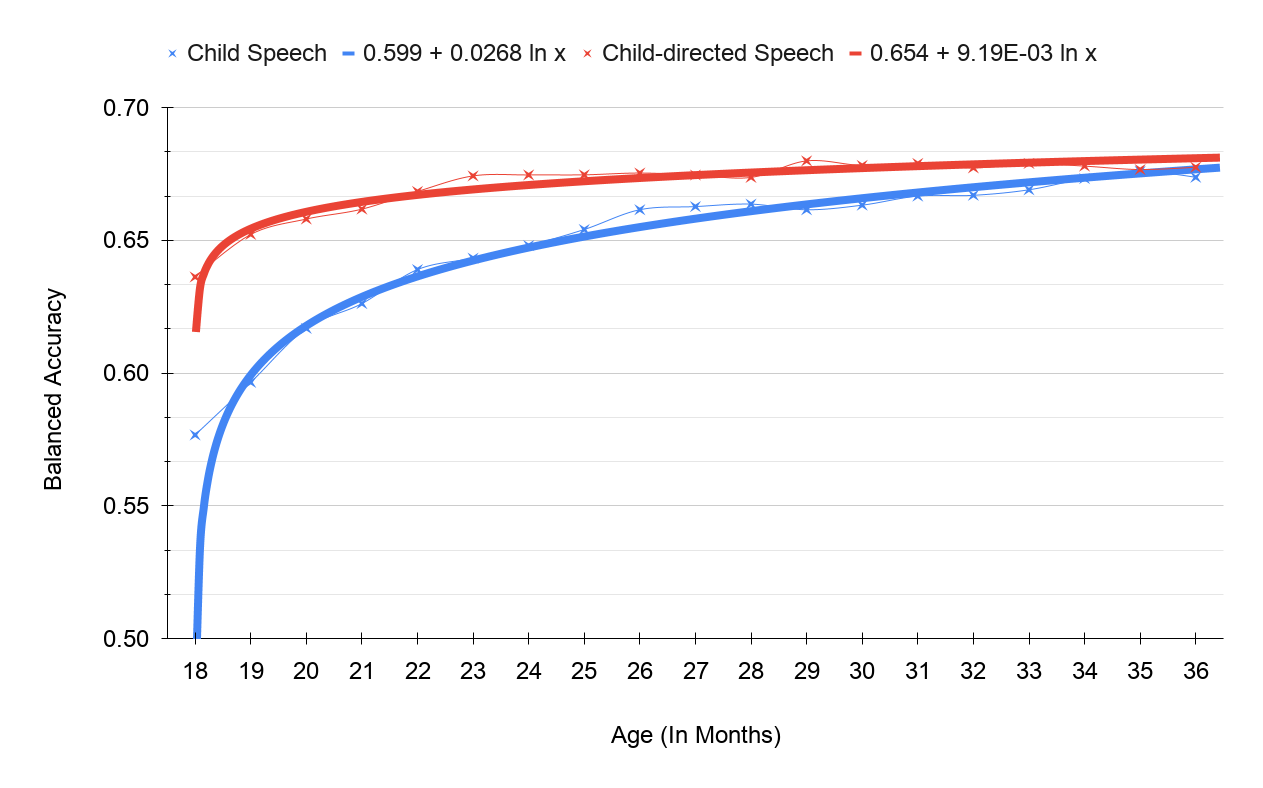 Child Speech 0.599 + 0.0268 ln x Child-directed Speech 0.654 + 9.19E-03 ln x
0.70
0.65
0.60
0.55
0.50
Balanced Accuracy
18 19 20 21 22 23 24 25 26 27 28 29 30 31 32 33 34 35 36
Age (In Months)